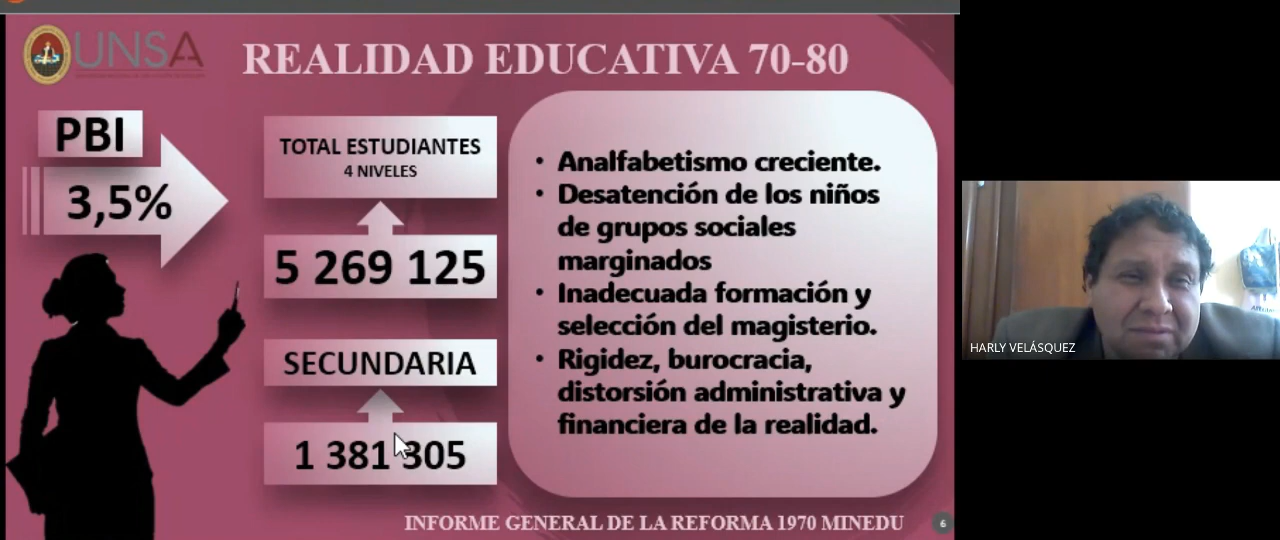 UNSA
REALIDAD EDUCATIVA 70-80
PBI
3,5%
TOTAL ESTUDIANTES
4 NIVELES
5 269 125
SECUNDARIA
1 381 305
• Analfabetismo creciente.
• Desatención de los niños
de grupos sociales
marginados
• Inadecuada formación y
selección del magisterio.
• Rigidez, burocracia,
distorsión administrativa y
financiera de la realidad.
INFORME GENERAL DE LA REFORMA 1970 MINEDU
6
HARLY VELÁSQUEZ